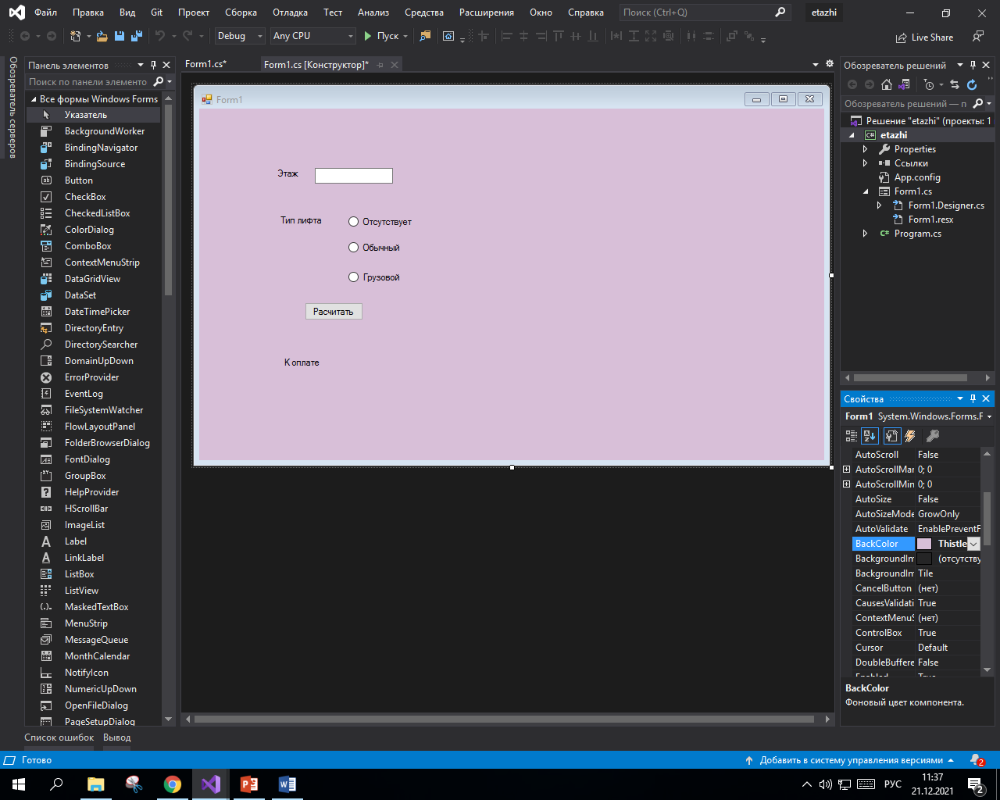 Файл Правка Вид Git Проект Сборка Отладка Тест Анализ Средства Расширения Окно Справка Поиск (Ctrl+Q) etazhi
Debug Any CPU Пуск Live Share
Обозреватель серверов
Панель элементов
Поиск по панели элементо
Все формы Windows Forms
Указатель
BackgroundWorker
BindingNavigator
BindingSource
Button
CheckBox
CheckedListBox
ColorDialog
ComboBox
ContextMenuStrip
DataGridView
DataSet
DateTimePicker
DirectoryEntry
DirectorySearcher
DomainUpDown
ErrorProvider
EventLog
FileSystemWatcher
FlowLayoutPanel
FolderBrowserDialog
FontDialog
GroupBox
HelpProvider
HScrollBar
ImageList
Label
LinkLabel
ListBox
ListView
MaskedTextBox
MenuStrip
MessageQueue
MonthCalendar
NotifyIcon
NumericUpDown
OpenFileDialog
PageSetupDialog
Form1.cs* Form1.cs [Конструктор]*
Form1
Этаж
Тип лифта
Отсутствует
Обычный
Грузовой
Расчитать
К оплате
Обозреватель решений
Обозреватель решений — п
Решение "etazhi" (проекты: 1
etazhi
Properties
Ссылки
App.config
Form1.cs
Form1.Designer.cs
Form1.resx
Program.cs
Свойства
Form1 System.Windows.Forms.F
AutoScroll False
AutoScrollMar 0; 0
AutoScrollMin 0; 0
AutoSize False
AutoSizeMode GrowOnly
AutoValidate EnablePreventF
BackColor Thistle
BackgroundIm (отсутству
BackgroundIm Tile
CancelButton (нет)
CausesValidati True
ContextMenuS (нет)
ControlBox True
Cursor Default
DoubleBuffere False
Enabled True
BackColor
Фоновый цвет компонента.
Список ошибок Вывод
Готово Добавить в систему управления версиями 2
РУС 11:37
21.12.2021 2